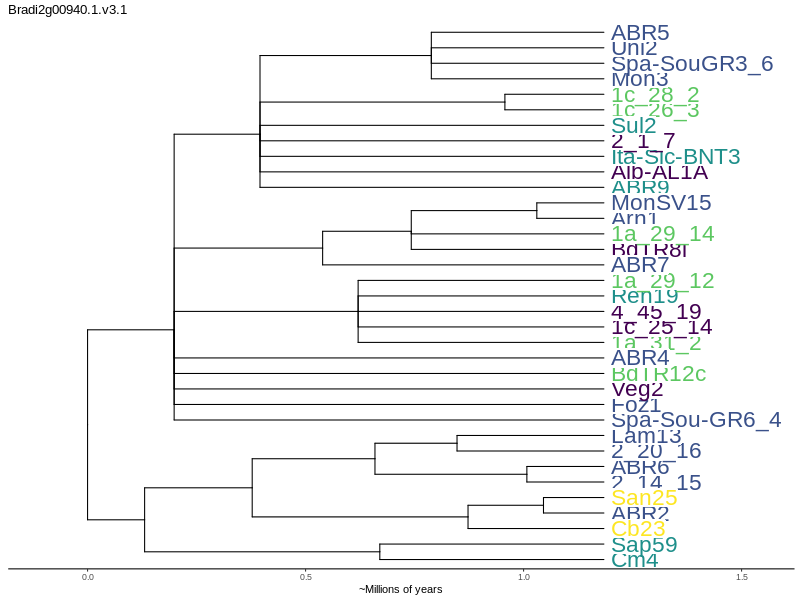 Bradi2g00940.1.v3.1
ABR5
Uni2
Spa-SouGR3_6
Mon3
1c_28_2
1c_26_3
Sul2
2_1_7
Ita-Sic-BNT3
Alb-AL1A
ABR9
MonSV15
Arn1
1a_29_14
BdTR8i
ABR7
1a_29_12
Ren19
4_45_19
1c_25_14
1a_31_2
ABR4
BdTR12c
Veg2
Foz1
Spa-Sou-GR6_4
Lam13
2_20_16
ABR6
2_14_15
San25
ABR2
Cb23
Sap59
Cm4
0.0 0.5 1.0 1.5
~Millions of years